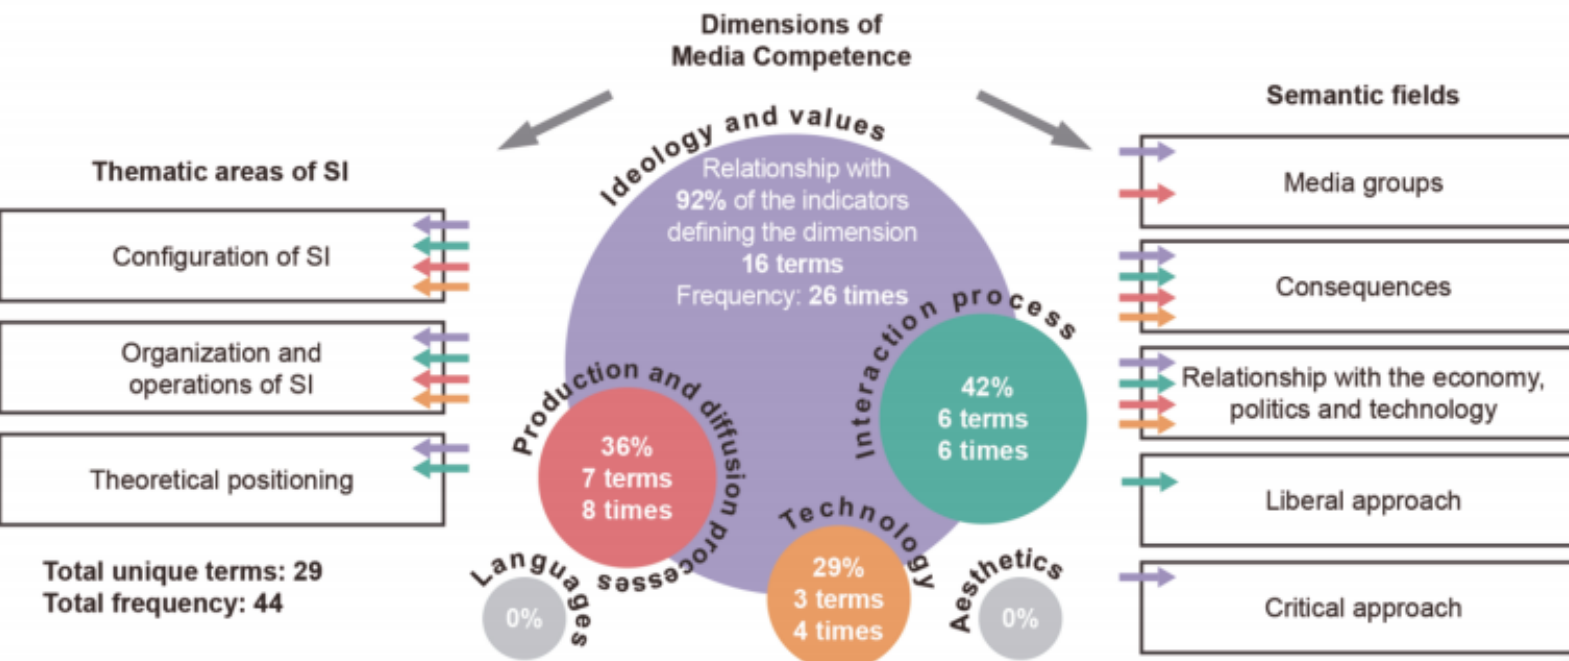 Dimensions of
Media Competence
Thematic areas of SI
Configuration of SI
Organization and
operations of SI
Theoretical positioning
Total unique terms: 29
Total frequency: 44
Ideology and values
Relationship with
92% of the indicators
defining the dimension
16 terms
Frequency: 26 times
Interaction process
42%
6 terms
6 times
Production and diffusion processes
36%
7 terms
8 times
Technology
29%
3 terms
4 times
Languages
0%
Aesthetics
0%
Semantic fields
Media groups
Consequences
Relationship with the economy,
politics and technology
Liberal approach
Critical approach